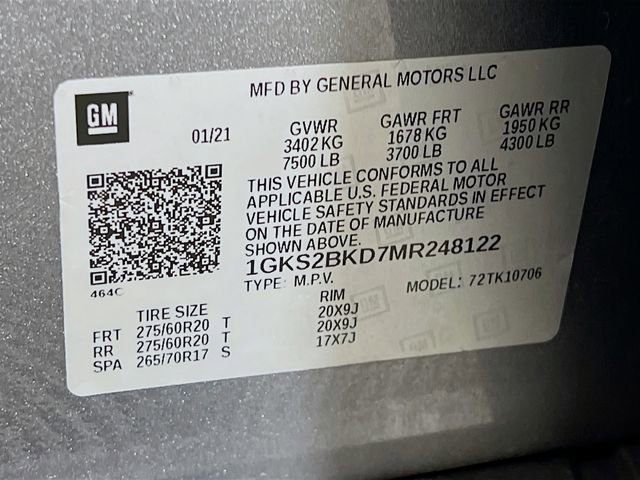 MFD BY GENERAL MOTORS LLC
GM
01/21
GVWR GAWR FRT GAWR RR
3402 KG 1678 KG 1950 KG
7500 LB 3700 LB 4300 LB
THIS VEHICLE CONFORMS TO ALL
APPLICABLE U.S. FEDERAL MOTOR
VEHICLE SAFETY STANDARDS IN EFFECT
ON THE DATE OF MANUFACTURE
SHOWN ABOVE.
1GKS2BKD7MR248122
464C
TYPE: M.P.V. MODEL: 72TK10706
TIRE SIZE RIM
FRT 275/60R20 T 20X9J
RR 275/60R20 T 20X9J
SPA 265/70R17 S 17X7J